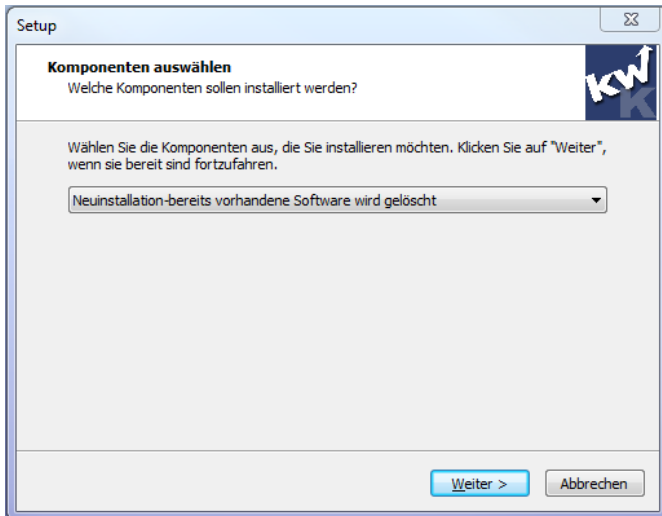 Setup
Komponenten auswählen
Welche Komponenten sollen installiert werden?
kw
K
Wählen Sie die Komponenten aus, die Sie installieren möchten. Klicken Sie auf "Weiter",
wenn sie bereit sind fortzufahren.
Neuinstallation-bereits vorhandene Software wird gelöscht
Weiter >
Abbrechen